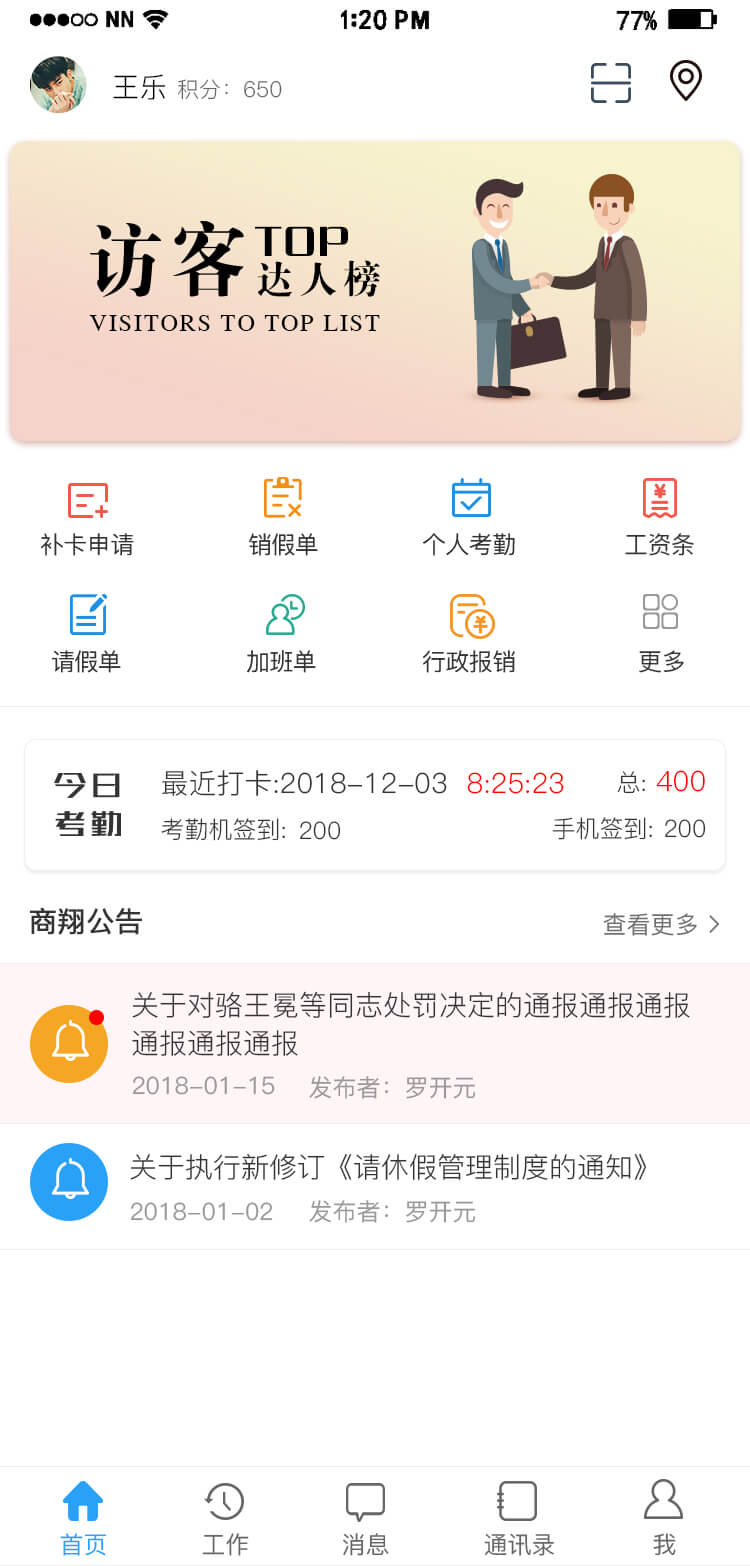 NN 1:20 PM 77%
王乐 积分：650
访客TOP
达人榜
VISITORS TO TOP LIST
补卡申请 销假单 个人考勤 工资条
请假单 加班单 行政报销 更多
今日
考勤
最近打卡:2018-12-03 8:25:23 总: 400
考勤机签到: 200 手机签到: 200
商翔公告 查看更多
关于对骆王冕等同志处罚决定的通报通报通报
通报通报通报
2018-01-15 发布者：罗开元
关于执行新修订《请休假管理制度的通知》
2018-01-02 发布者：罗开元
首页 工作 消息 通讯录 我